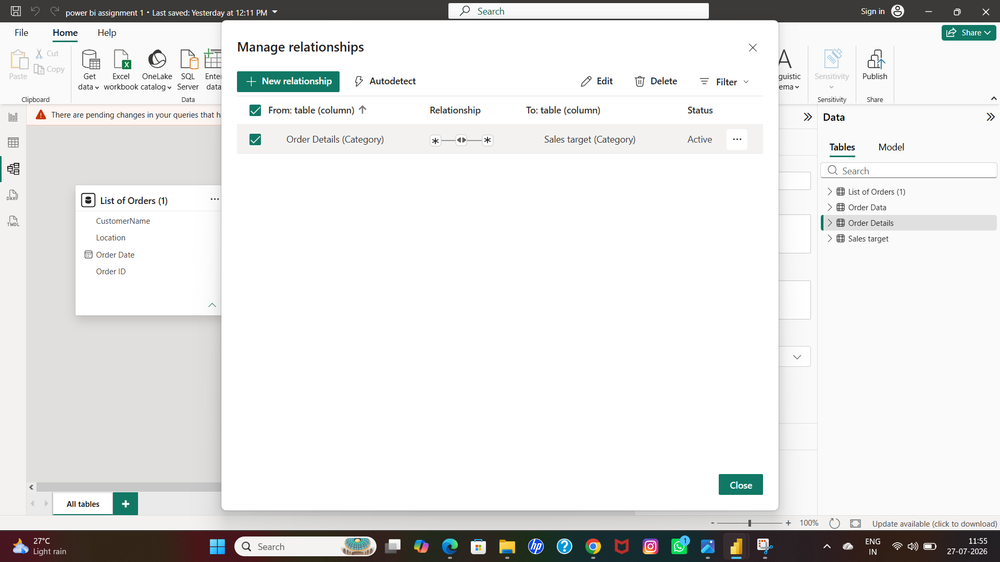 power bi assignment 1 • Last saved: Yesterday at 12:11 PM
Search
Sign in
File
Home
Help
Share
Paste
Cut
Copy
Clipboard
Get data
Excel workbook
OneLake catalog
SQL Server
Enter data
Data
guistic
ema
Sensitivity
Sensitivity
Publish
Share
There are pending changes in your queries that h
Manage relationships
New relationship
Autodetect
Edit
Delete
Filter
From: table (column)
Relationship
To: table (column)
Status
Order Details (Category)
* *
Sales target (Category)
Active
...
List of Orders (1)
...
CustomerName
Location
Order Date
Order ID
Close
Data
Tables
Model
Search
List of Orders (1)
Order Data
Order Details
Sales target
DAX
TMDL
All tables
+
- + 100%
Update available (click to download)
27°C
Light rain
Search
hp
?
1
ENG
IN
11:55
27-07-2026